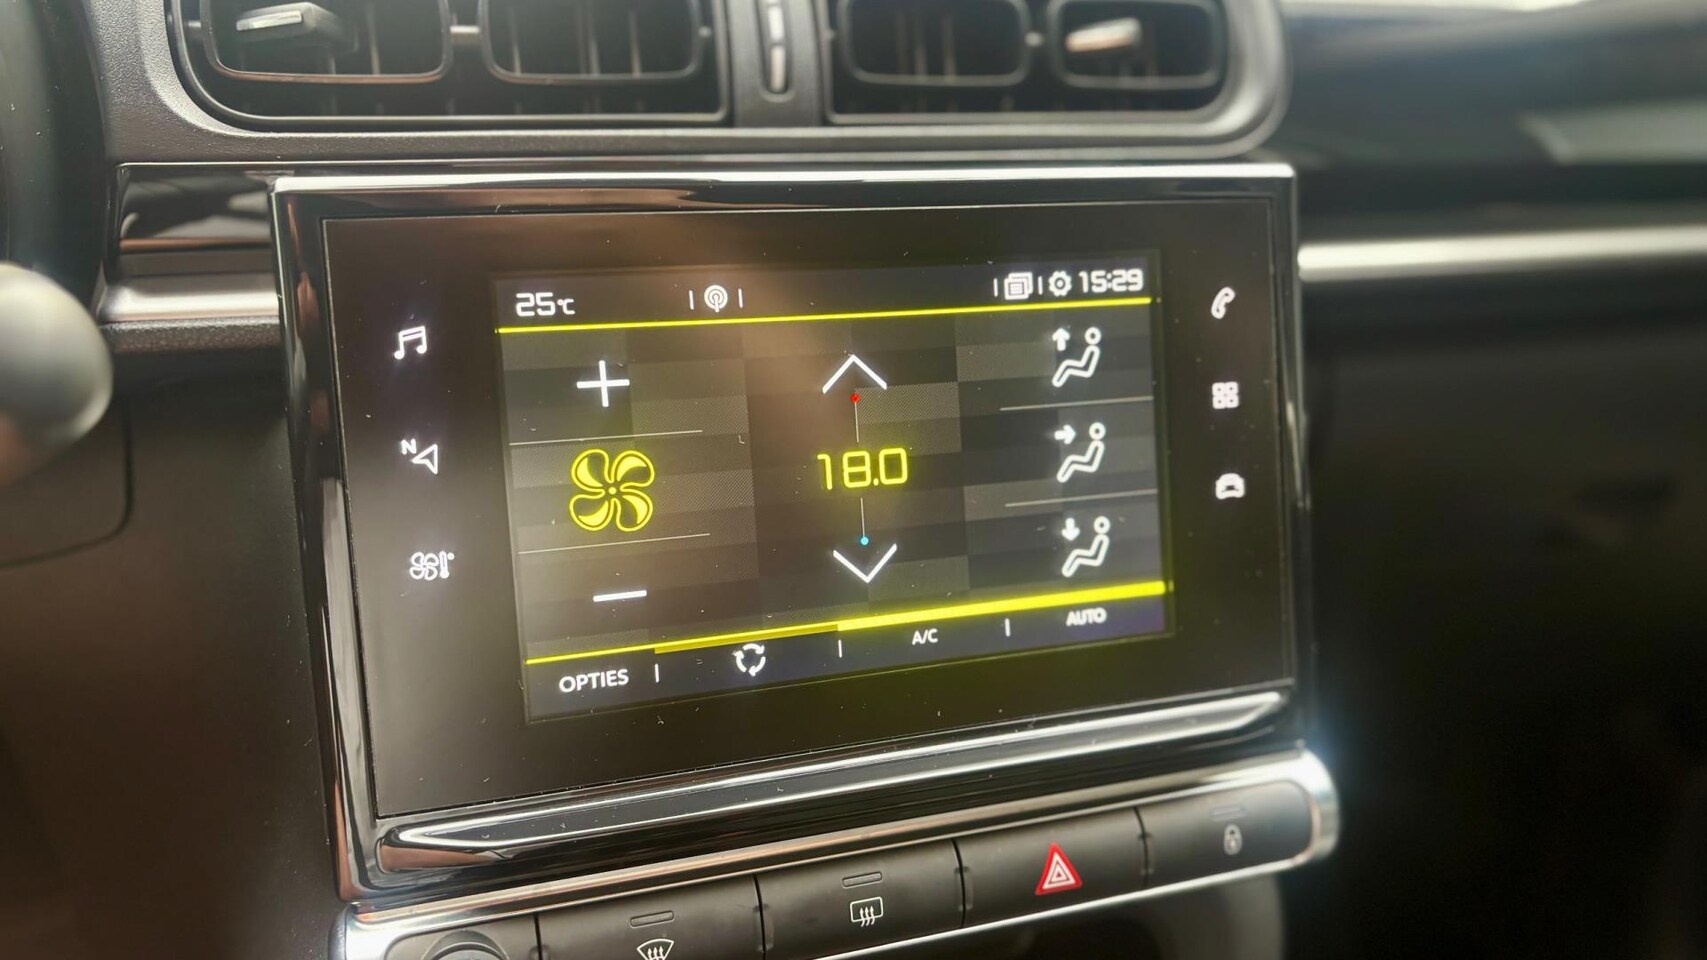 25°C
15:29
N
18.0
OPTIES
A/C
AUTO